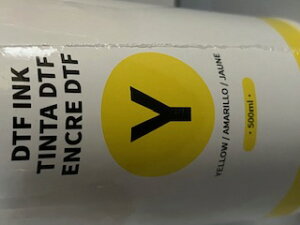 DTF INK
TINTA DTF
ENCRE DTF
Y
YELLOW / AMARILLO / JAUNE
• 500ml •